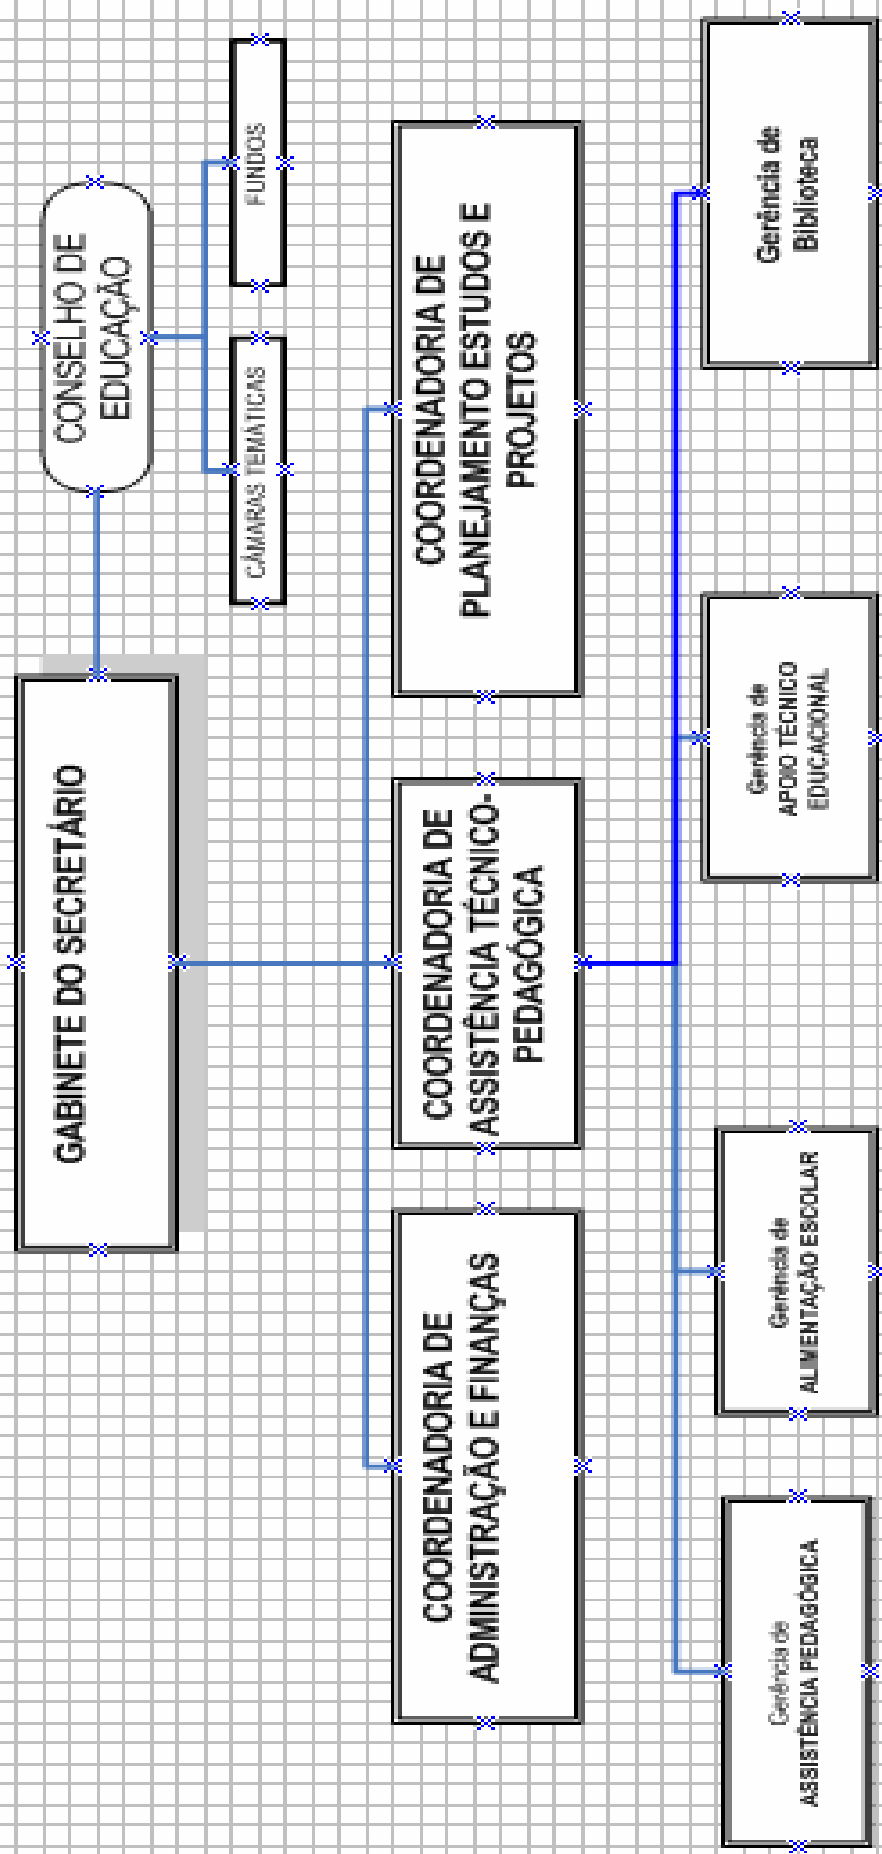 GABINETE DO SECRETÁRIO
CONSELHO DE
EDUCAÇÃO
CÂMARAS TEMÁTICAS
FUNDOS
COORDENADORIA DE
ADMINISTRAÇÃO E FINANÇAS
COORDENADORIA DE
ASSISTÊNCIA TÉCNICO-
PEDAGÓGICA
COORDENADORIA DE
PLANEJAMENTO ESTUDOS E
PROJETOS
Gerência de
ASSISTÊNCIA PEDAGÓGICA
Gerência de
ALIMENTAÇÃO ESCOLAR
Gerência de
APOIO TÉCNICO
EDUCACIONAL
Gerência de
Biblioteca